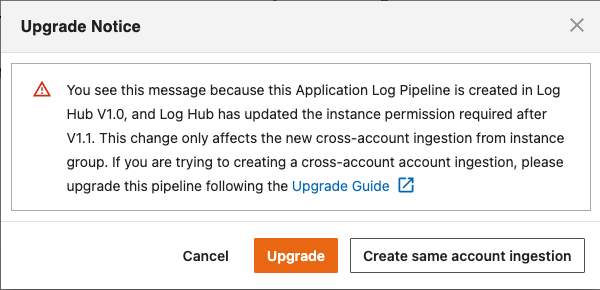 Upgrade Notice
You see this message because this Application Log Pipeline is created in Log
Hub V1.0, and Log Hub has updated the instance permission required after
V1.1. This change only affects the new cross-account ingestion from instance
group. If you are trying to creating a cross-account account ingestion, please
upgrade this pipeline following the Upgrade Guide
Cancel
Upgrade
Create same account ingestion